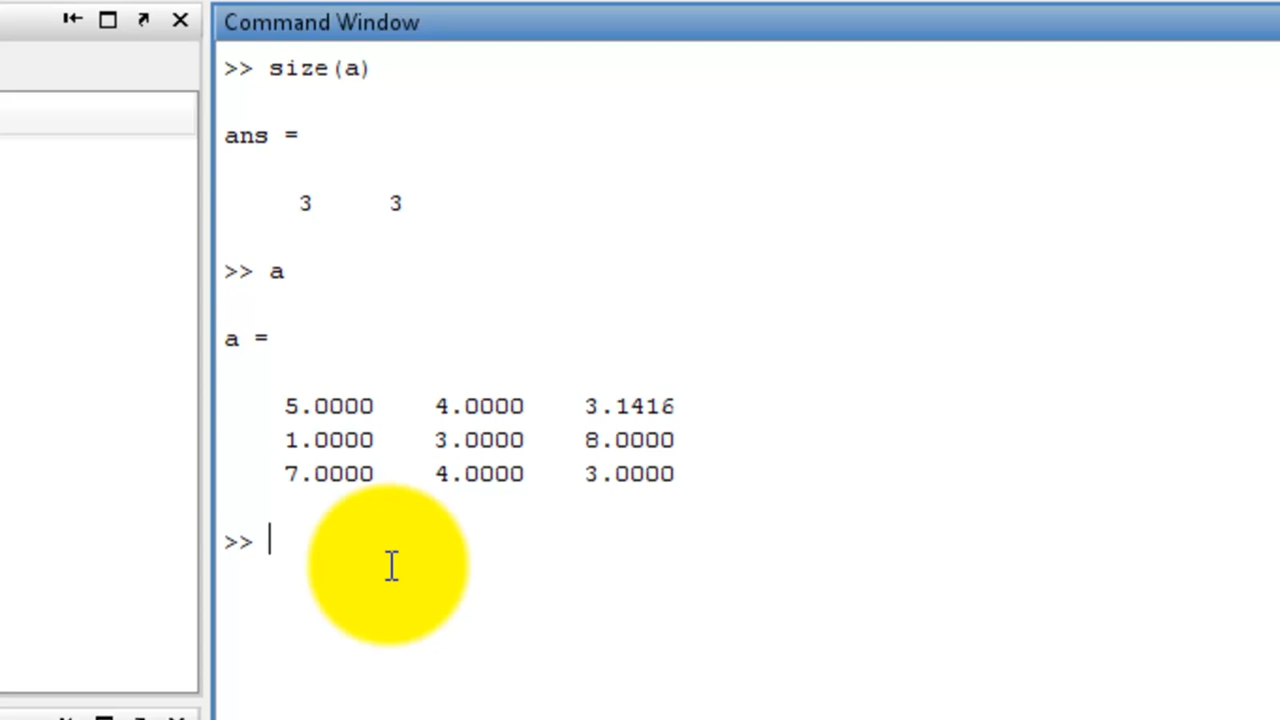 Command Window
>> size(a)
ans =
3 3
>> a
a =
5.0000 4.0000 3.1416
1.0000 3.0000 8.0000
7.0000 4.0000 3.0000
>>